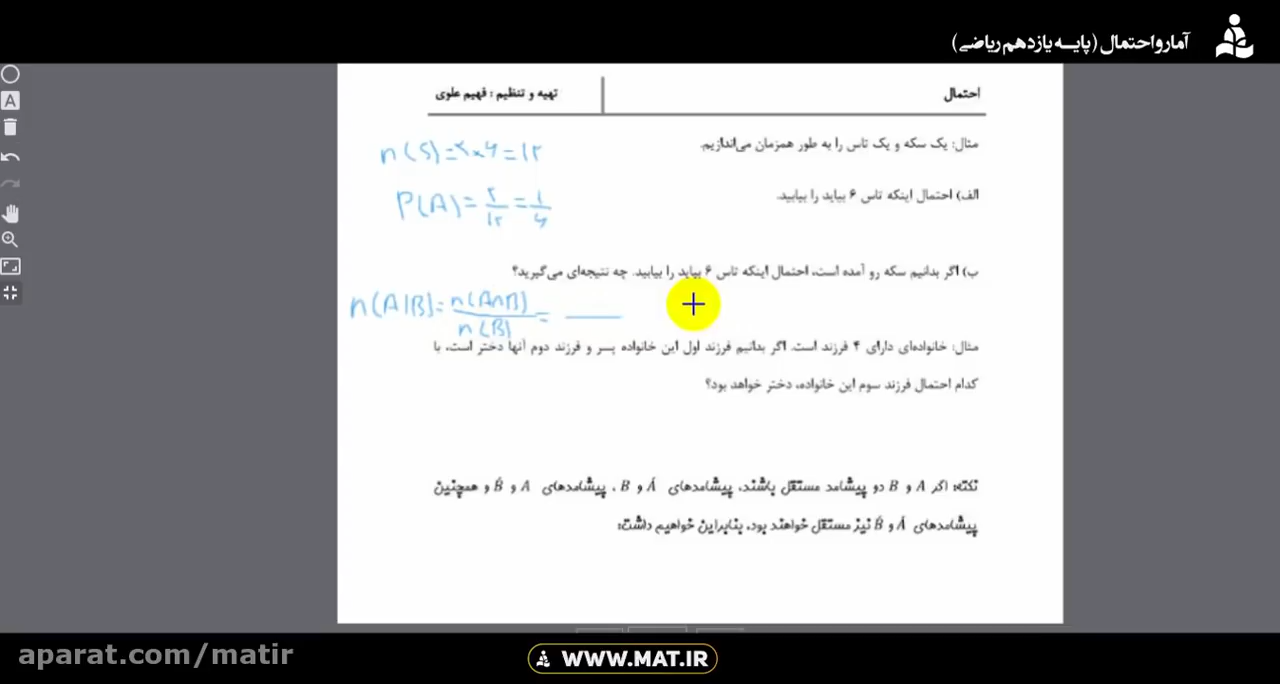 آمار و احتمال (پایه یازدهم ریاضی)
احتمال
تهیه و تنظیم : فهیم علوی
مثال: یک سکه و یک تاس را به طور همزمان می‌اندازیم.
n(S)=۲×۶=۱۲
الف) احتمال اینکه تاس ۶ بیاید را بیابید.
P(A)=۲/۱۲=۱/۶
ب) اگر بدانیم سکه رو آمده است، احتمال اینکه تاس ۶ بیاید را بیابید. چه نتیجه‌ای می‌گیرید؟
n(A|B)=n(A∩B)/n(B)=
مثال: خانواده‌ای دارای ۴ فرزند است. اگر بدانیم فرزند اول این خانواده پسر و فرزند دوم آنها دختر است، با
کدام احتمال فرزند سوم این خانواده، دختر خواهد بود؟
نکته: اگر A و B دو پیشامد مستقل باشند، پیشامدهای A´ و B ، پیشامدهای A و B´ و همچنین
پیشامدهای A´ و B´ نیز مستقل خواهند بود. بنابراین خواهیم داشت:
aparat.com/matir
WWW.MAT.IR